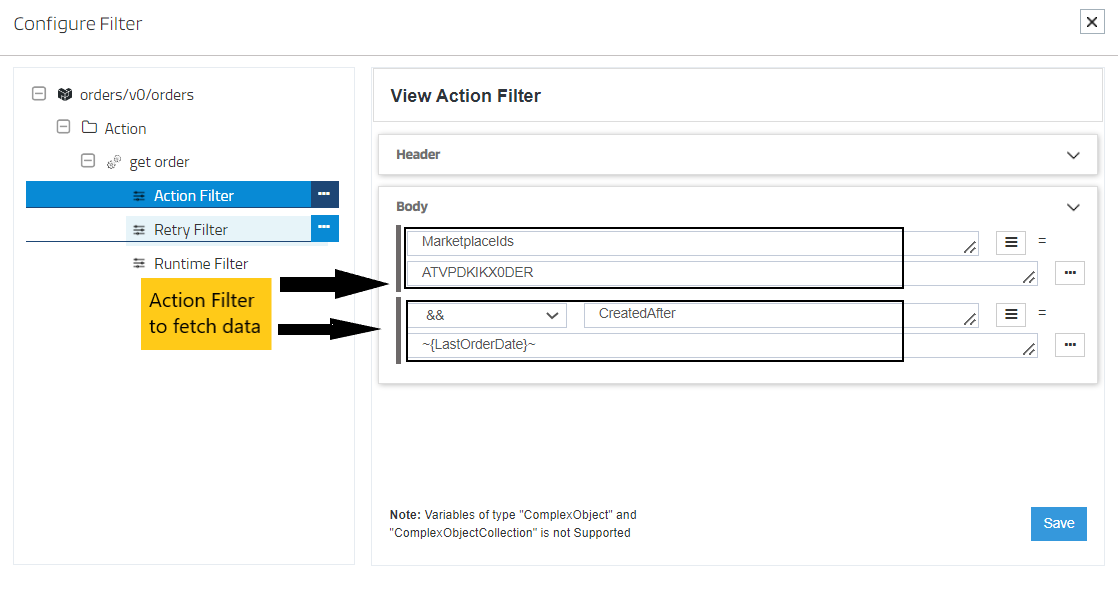 Configure Filter
orders/v0/orders
Action
get order
Action Filter
Retry Filter
Runtime Filter
Action Filter
to fetch data
View Action Filter
Header
Body
MarketplaceIds
=
ATVPDKIKX0DER
&&
CreatedAfter
=
~{LastOrderDate}~
Note: Variables of type "ComplexObject" and
"ComplexObjectCollection" is not Supported
Save